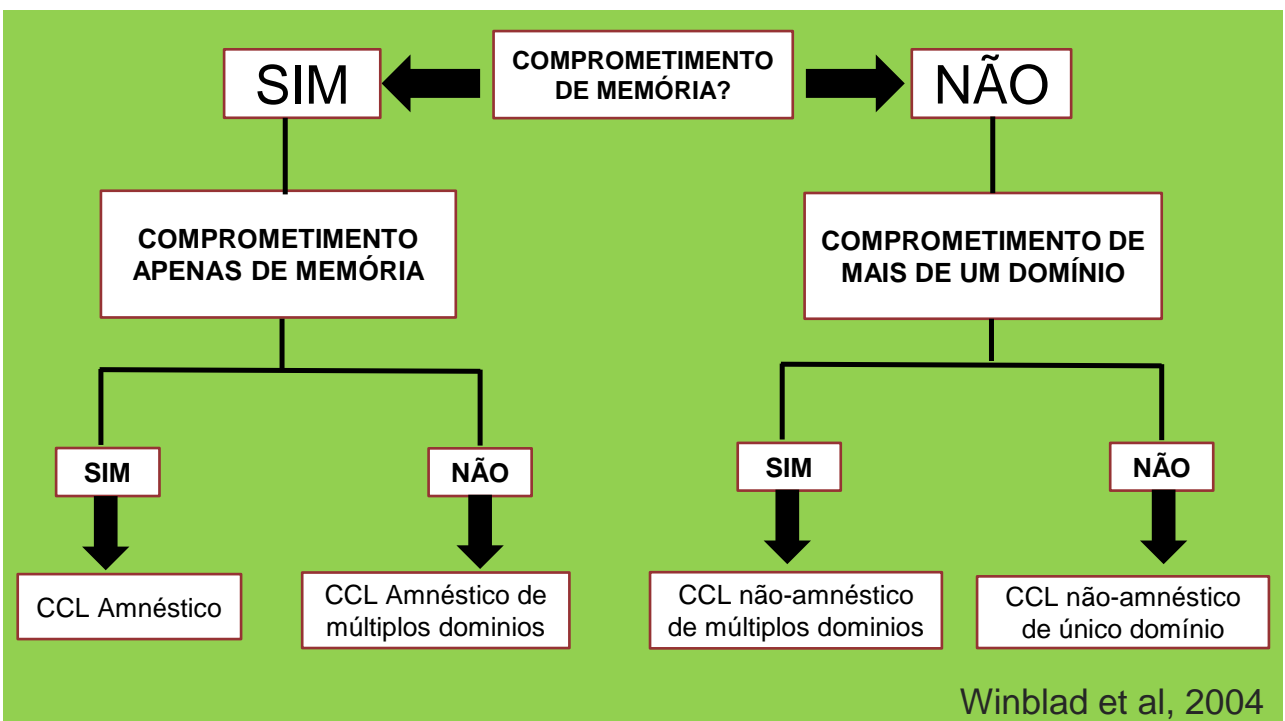 COMPROMETIMENTO
DE MEMÓRIA?
SIM
NÃO
COMPROMETIMENTO
APENAS DE MEMÓRIA
COMPROMETIMENTO DE
MAIS DE UM DOMÍNIO
SIM
NÃO
SIM
NÃO
CCL Amnéstico
CCL Amnéstico de
múltiplos dominios
CCL não-amnéstico
de múltiplos dominios
CCL não-amnéstico
de único domínio
Winblad et al, 2004